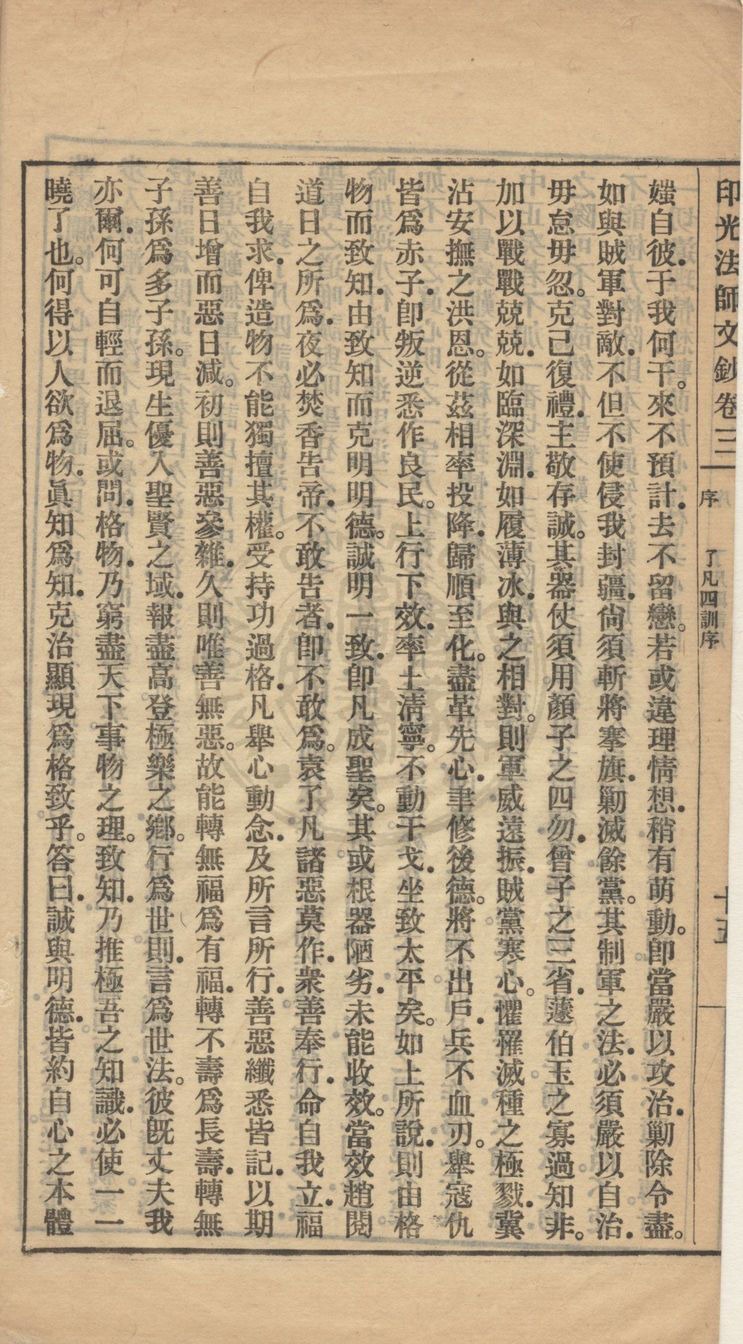 印光法師文鈔卷三 序 了凡四訓序 十五
媸自彼.于我何干。來不預計.去不留戀。若或違理情想.稍有萌動。卽當嚴以攻治.勦除令盡。
如與賊軍對敵.不但不使侵我封疆.尙須斬將搴旗.勦滅餘黨。其制軍之法.必須嚴以自治.
毋怠毋忽。克己復禮.主敬存誠。其器仗須用顏子之四勿.曾子之三省.蘧伯玉之寡過知非。
加以戰戰兢兢.如臨深淵.如履薄冰.與之相對。則軍威遠振.賊黨寒心.懼罹滅種之極戮.冀
沾安撫之洪恩。從茲相率投降.歸順至化。盡革先心.聿修後德。將不出戶.兵不血刃。舉寇仇
皆爲赤子.卽叛逆悉作良民。上行下效.率土清寧。不動干戈.坐致太平矣。如上所說.則由格
物而致知.由致知而克明明德。誠明一致.卽凡成聖矣。其或根器陋劣.未能收效。當效趙閱
道日之所爲.夜必焚香告帝.不敢告者.卽不敢爲。袁了凡諸惡莫作.衆善奉行.命自我立.福
自我求.俾造物不能獨擅其權。受持功過格.凡舉心動念.及所言所行.善惡纖悉皆記.以期
善日增而惡日減。初則善惡參雜.久則唯善無惡。故能轉無福爲有福.轉不壽爲長壽.轉無
子孫爲多子孫。現生優入聖賢之域.報盡高登極樂之鄕。行爲世則.言爲世法。彼旣丈夫我
亦爾.何可自輕而退屈。或問.格物.乃窮盡天下事物之理。致知.乃推極吾之知識.必使一一
曉了也。何得以人欲爲物.眞知爲知.克治顯現爲格致乎。答曰.誠與明德.皆約自心之本體